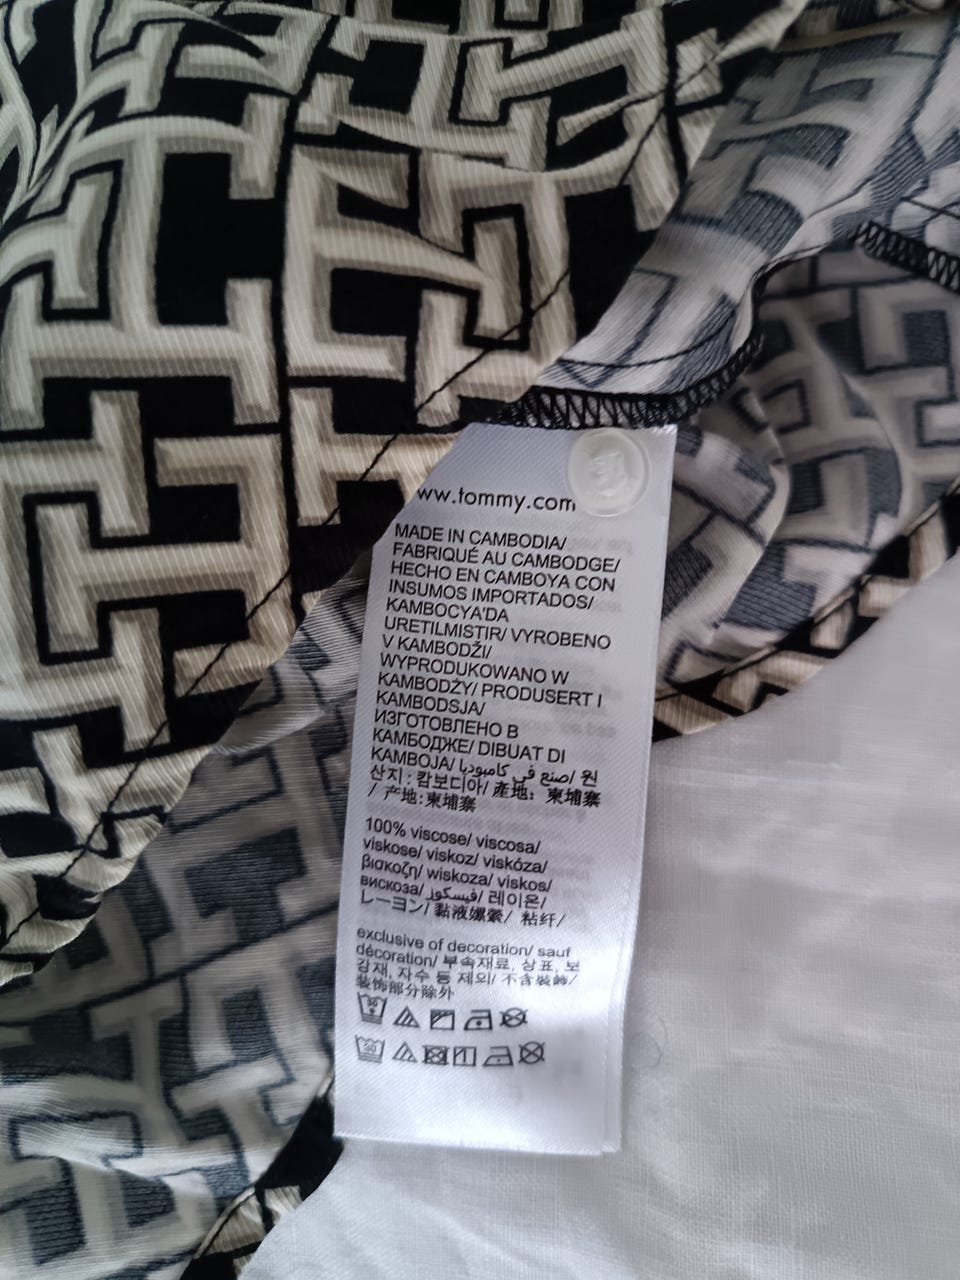 www.tommy.com
MADE IN CAMBODIA/
FABRIQUÉ AU CAMBODGE/
HECHO EN CAMBOYA CON
INSUMOS IMPORTADOS/
KAMBOCYA'DA
URETILMISTIR/ VYROBENO
V KAMBODŽI/
WYPRODUKOWANO W
KAMBODŻY/ PRODUSERT I
KAMBODSJA/
ИЗГОТОВЛЕНО В
КАМБОДЖЕ/ DIBUAT DI
KAMBOJA/ صنع في كامبوديا/ 원
산지 : 캄보디아/ 產地：柬埔寨
/ 产地:柬埔寨
100% viscose/ viscosa/
viskose/ viskoz/ viskóza/
βισκοζη/ wiskoza/ viskos/
вискоза/ فيسكوز/ 레이온/
レーヨン/ 黏液嫘縈/ 粘纤/
exclusive of decoration/ sauf
décoration/ 부속재료, 상표, 보
강재, 자수 등 제외/ 不含裝飾/
装饰部分除外
30
30